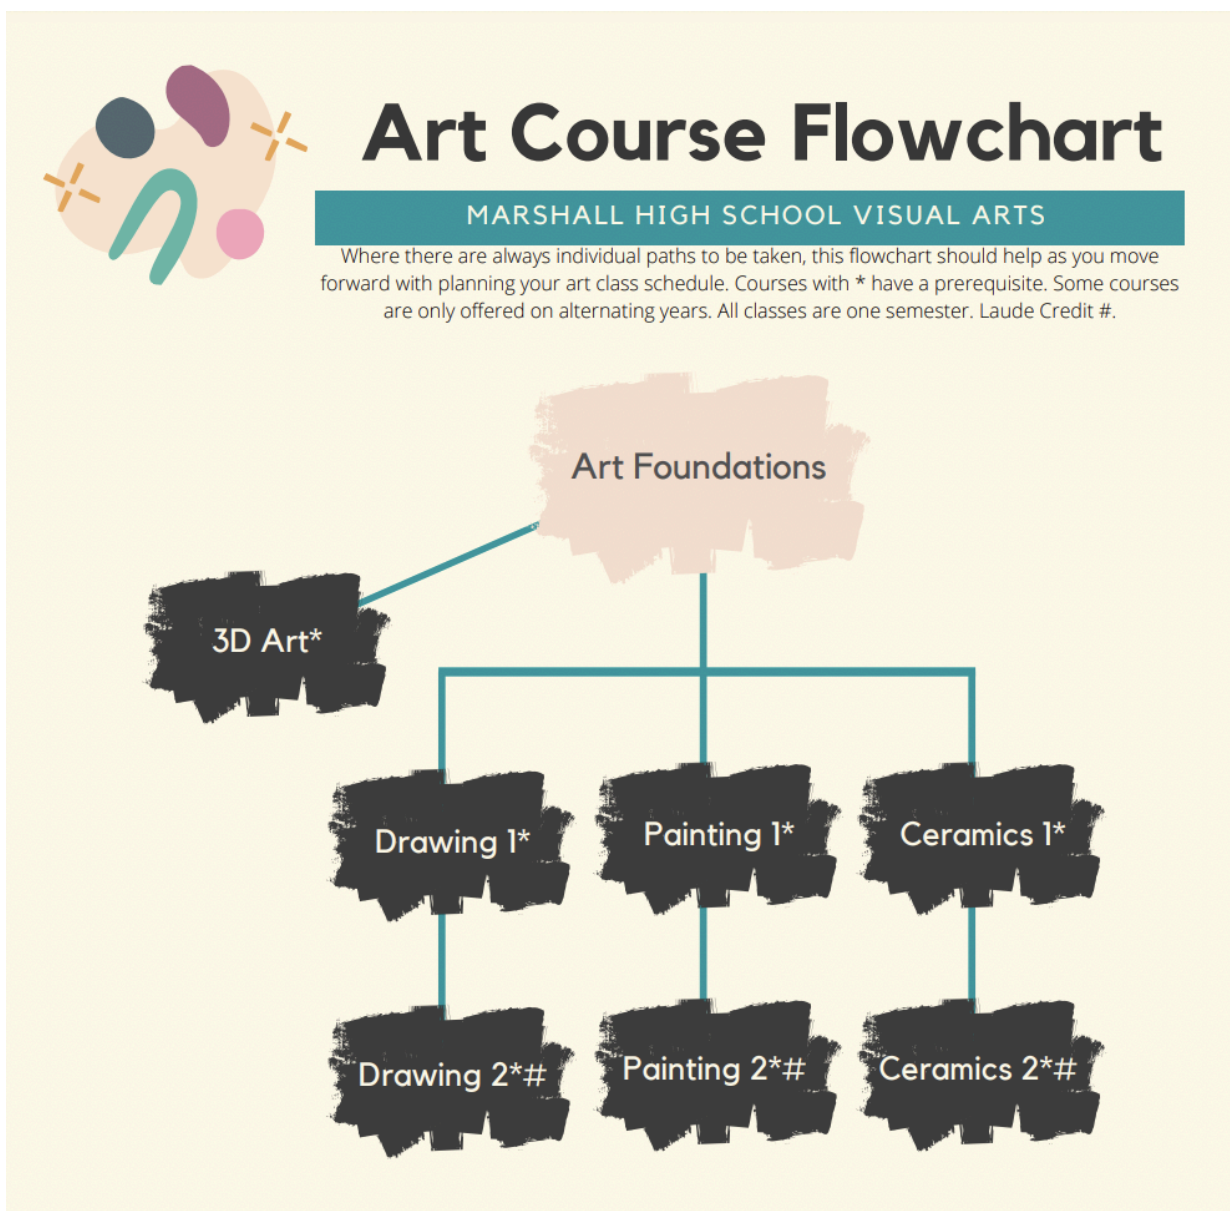 Art Course Flowchart
MARSHALL HIGH SCHOOL VISUAL ARTS
Where there are always individual paths to be taken, this flowchart should help as you move
forward with planning your art class schedule. Courses with * have a prerequisite. Some courses
are only offered on alternating years. All classes are one semester. Laude Credit #.
Art Foundations
3D Art*
Drawing 1*
Painting 1*
Ceramics 1*
Drawing 2*#
Painting 2*#
Ceramics 2*#